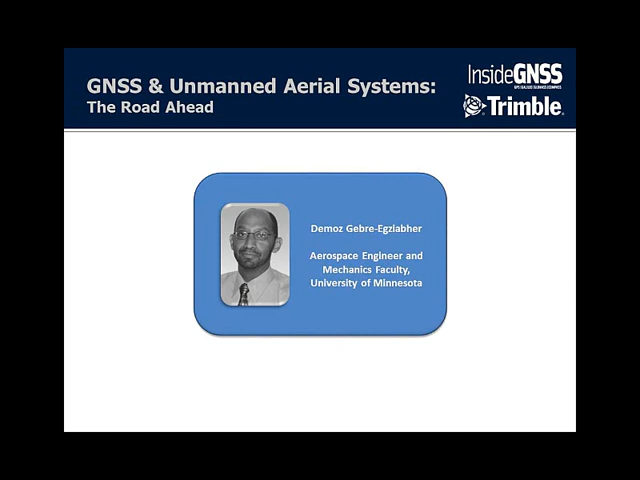 GNSS & Unmanned Aerial Systems:
The Road Ahead
InsideGNSS
Trimble
Demoz Gebre-Egziabher
Aerospace Engineer and
Mechanics Faculty,
University of Minnesota